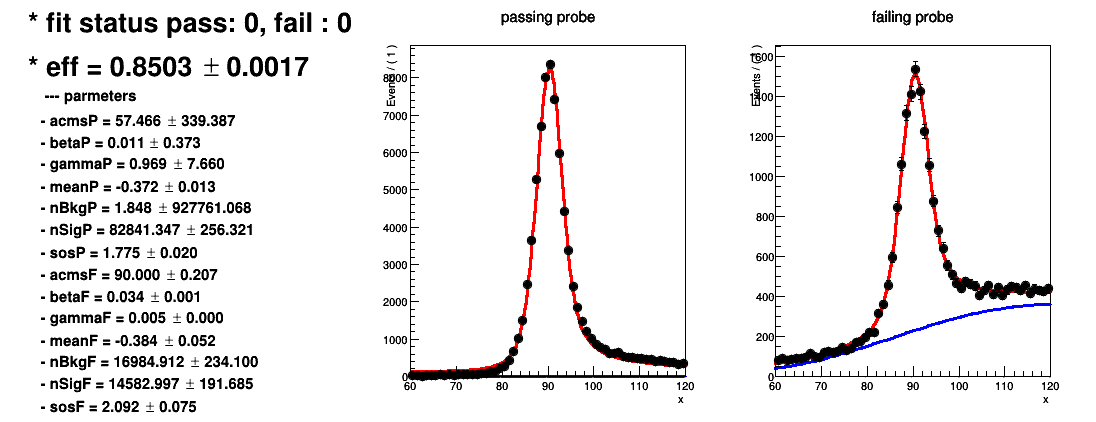 * fit status pass: 0, fail : 0
* eff = 0.8503 ± 0.0017
--- parmeters
- acmsP = 57.466 ± 339.387
- betaP = 0.011 ± 0.373
- gammaP = 0.969 ± 7.660
- meanP = -0.372 ± 0.013
- nBkgP = 1.848 ± 927761.068
- nSigP = 82841.347 ± 256.321
- sosP = 1.775 ± 0.020
- acmsF = 90.000 ± 0.207
- betaF = 0.034 ± 0.001
- gammaF = 0.005 ± 0.000
- meanF = -0.384 ± 0.052
- nBkgF = 16984.912 ± 234.100
- nSigF = 14582.997 ± 191.685
- sosF = 2.092 ± 0.075
passing probe
Events / ( 1 )
8000
7000
6000
5000
4000
3000
2000
1000
0
60 70 80 90 100 110 120
x
failing probe
Events / ( 1 )
1600
1400
1200
1000
800
600
400
200
0
60 70 80 90 100 110 120
x